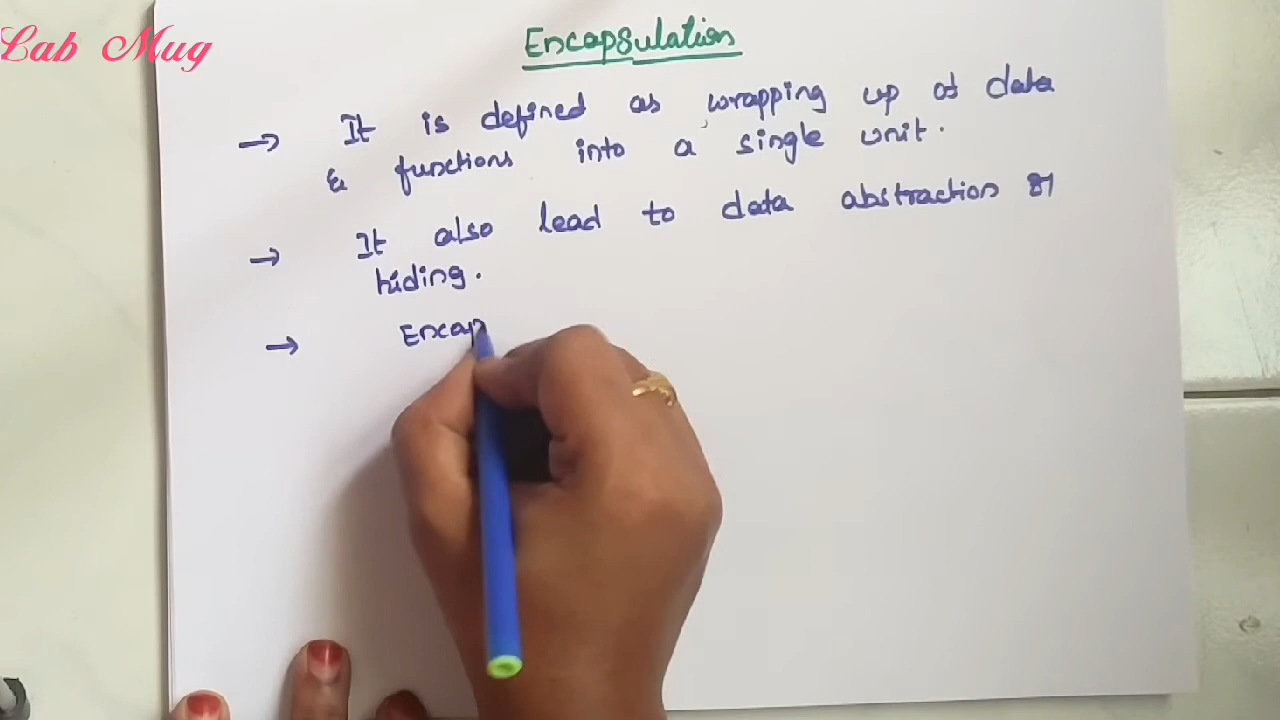 Lab Mug
Encapsulation
→ It is defined as wrapping up of data
& functions into a single unit.
→ It also lead to data abstraction or
hiding.
→ Encap